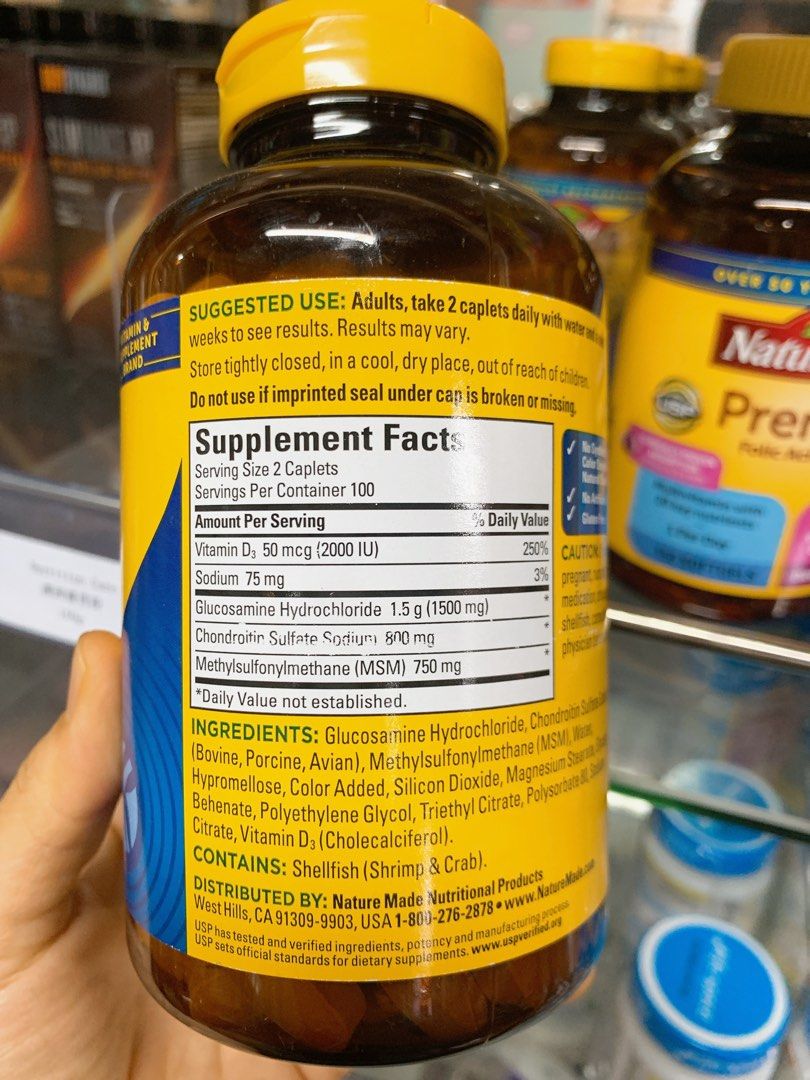 SUGGESTED USE: Adults, take 2 caplets daily with water and
weeks to see results. Results may vary.
Store tightly closed, in a cool, dry place, out of reach of children.
Do not use if imprinted seal under cap is broken or missing.
Supplement Facts
Serving Size 2 Caplets
Servings Per Container 100
Amount Per Serving % Daily Value
Vitamin D₃ 50 mcg (2000 IU) 250%
Sodium 75 mg 3%
Glucosamine Hydrochloride 1.5 g (1500 mg) *
Chondroitin Sulfate Sodium 800 mg *
Methylsulfonylmethane (MSM) 750 mg *
*Daily Value not established.
INGREDIENTS: Glucosamine Hydrochloride, Chondroitin Sulfate
(Bovine, Porcine, Avian), Methylsulfonylmethane (MSM), Water,
Hypromellose, Color Added, Silicon Dioxide, Magnesium Stearate,
Behenate, Polyethylene Glycol, Triethyl Citrate, Polysorbate 80,
Citrate, Vitamin D₃ (Cholecalciferol).
CONTAINS: Shellfish (Shrimp & Crab).
DISTRIBUTED BY: Nature Made Nutritional Products
West Hills, CA 91309-9903, USA 1-800-276-2878 • www.NatureMade.com
USP has tested and verified ingredients, potency and manufacturing process.
USP sets official standards for dietary supplements. www.uspverified.org
CAUTION:
pregnant,
medication,
shellfish,
BRAND
OVER 50 Y
Natu